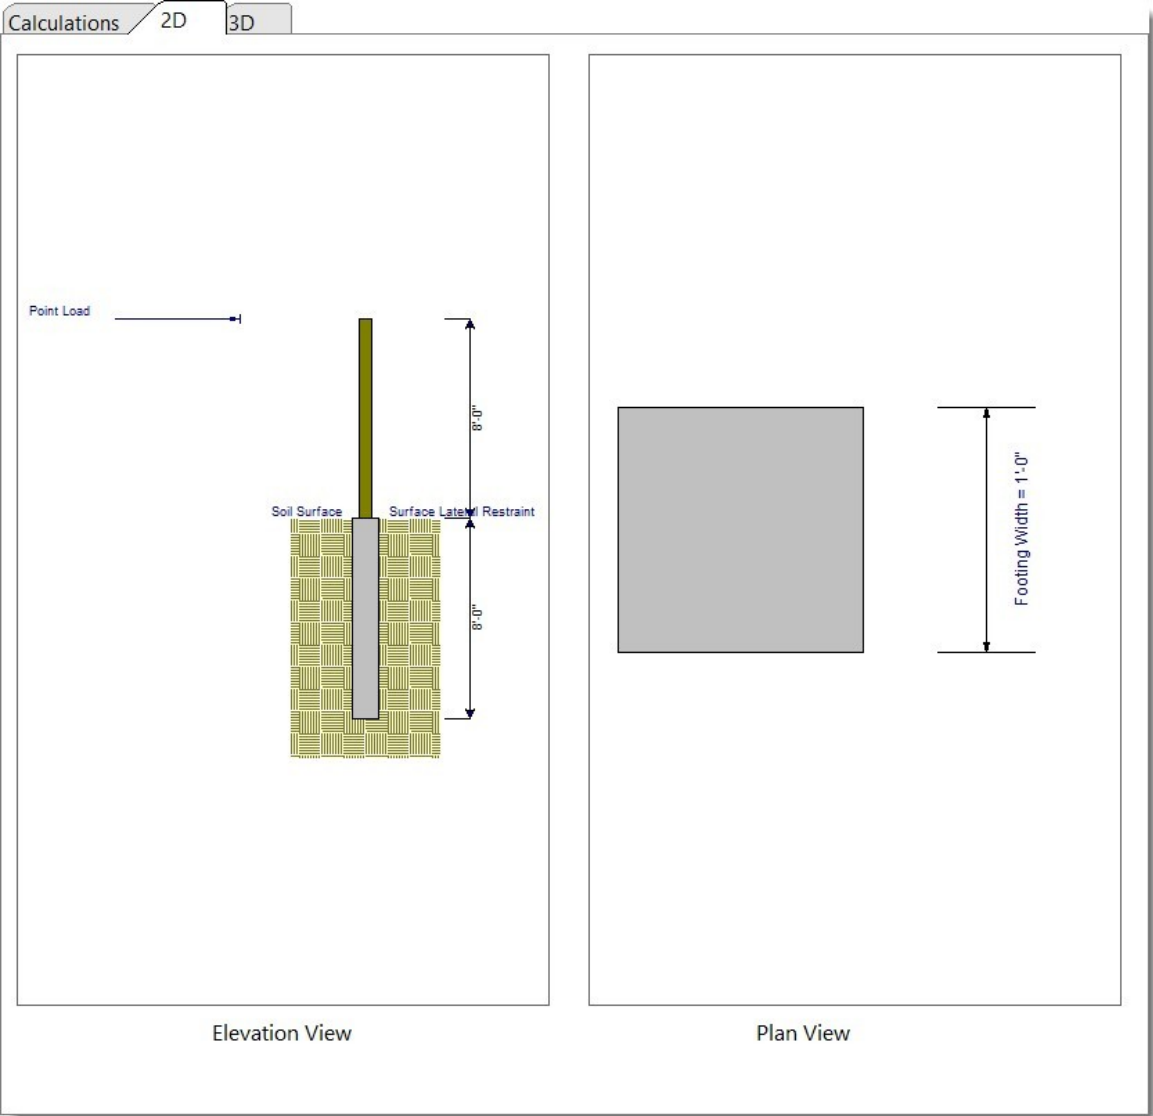 Calculations
2D
3D
Point Load
8'-0"
Soil Surface
Surface Lateral Restraint
8'-0"
Footing Width = 1'-0"
Elevation View
Plan View